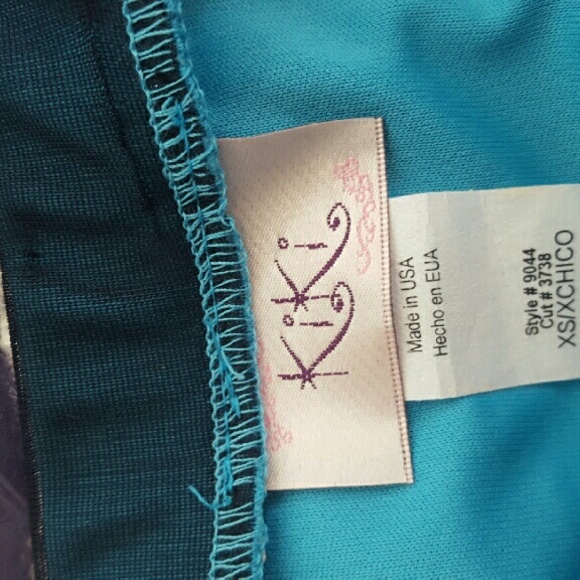 KiKi
Made in USA
Hecho en EUA
Style # 9044
Cut # 3738
XS/XCHICO